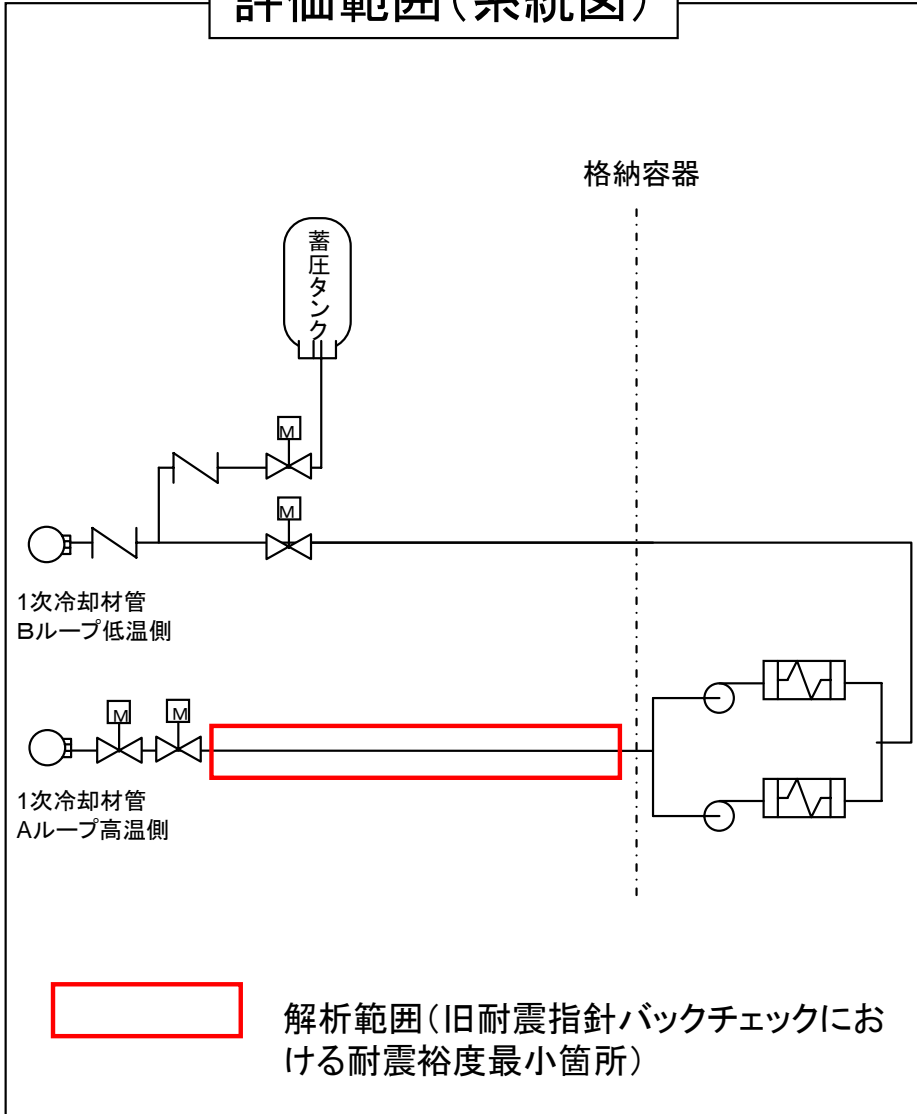 評価範囲(系統図)
格納容器
蓄圧タンク
M
M
1次冷却材管
Bループ低温側
M
M
1次冷却材管
Aループ高温側
解析範囲(旧耐震指針バックチェックにお
ける耐震裕度最小箇所)